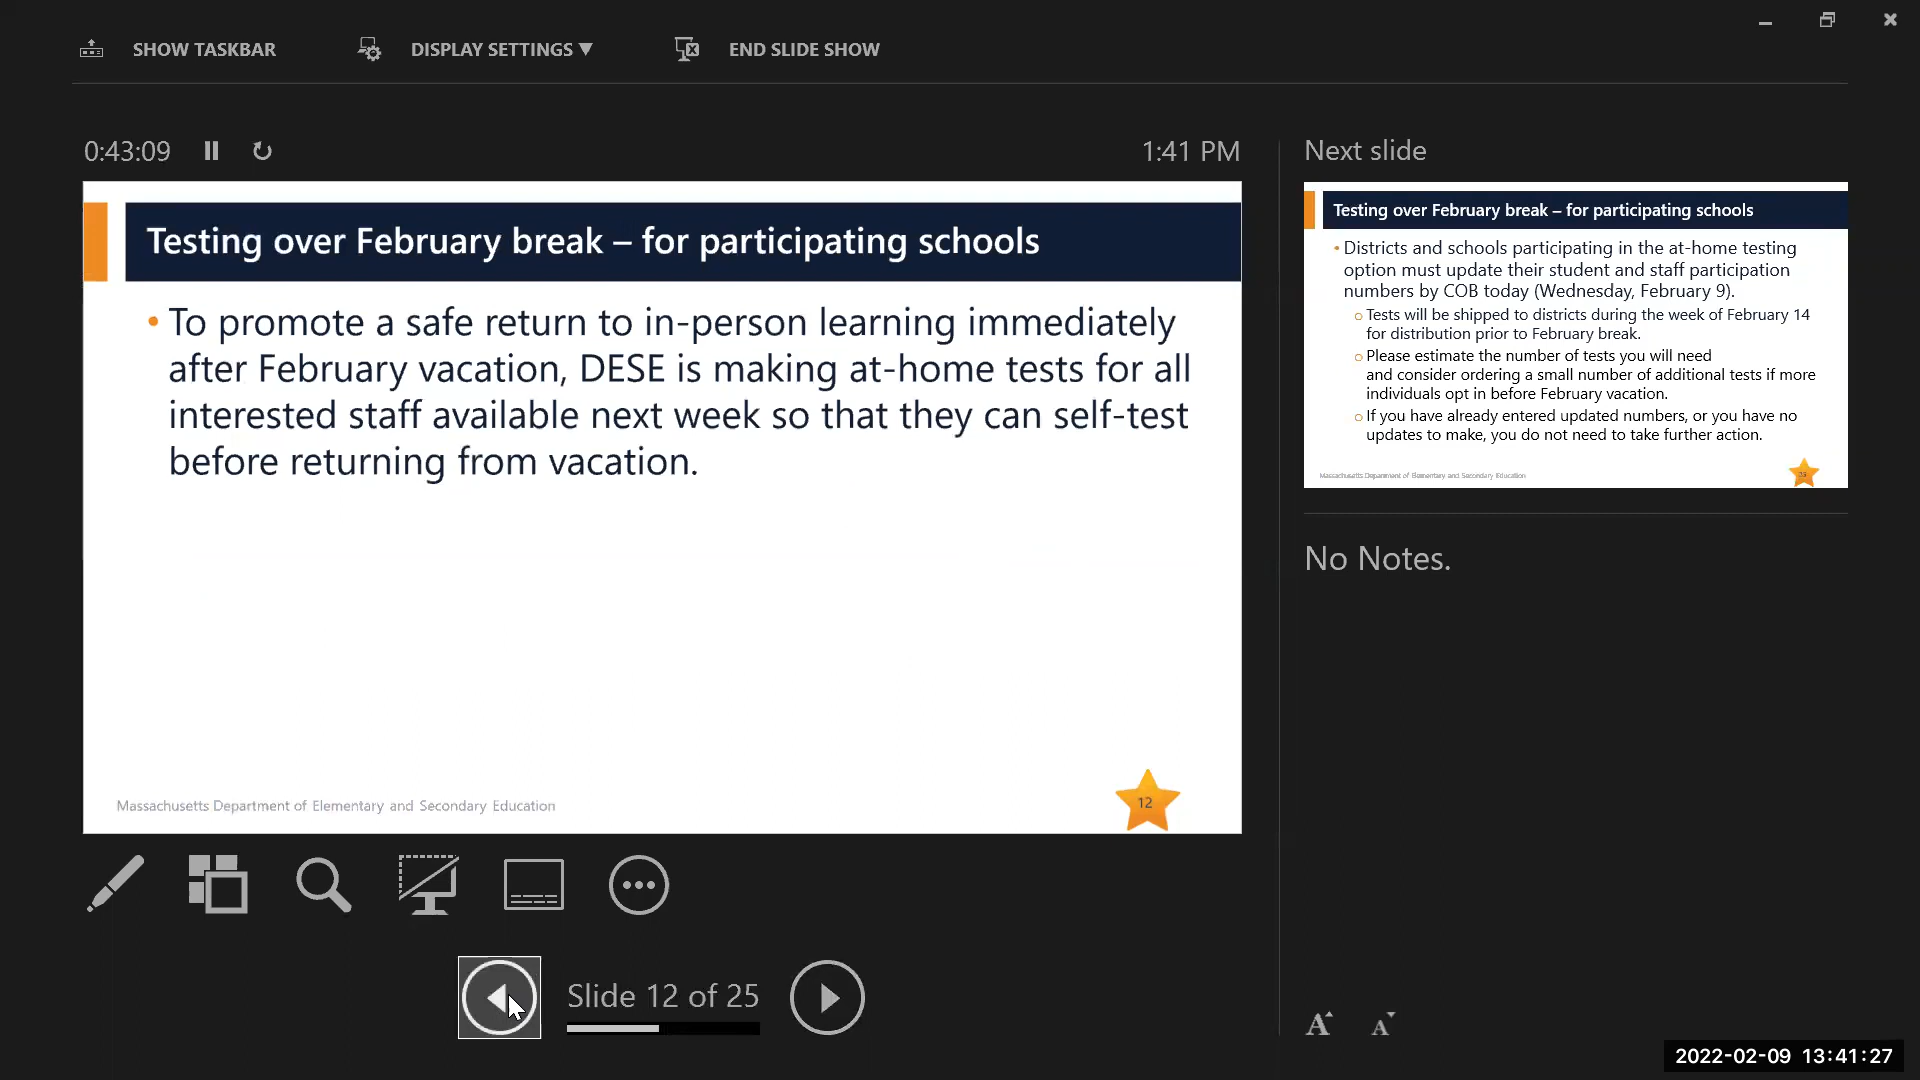 SHOW TASKBAR
DISPLAY SETTINGS ▼
END SLIDE SHOW
0:43:09
1:41 PM
Testing over February break – for participating schools
• To promote a safe return to in-person learning immediately
after February vacation, DESE is making at-home tests for all
interested staff available next week so that they can self-test
before returning from vacation.
Massachusetts Department of Elementary and Secondary Education
12
Slide 12 of 25
Next slide
Testing over February break – for participating schools
• Districts and schools participating in the at-home testing
option must update their student and staff participation
numbers by COB today (Wednesday, February 9).
○ Tests will be shipped to districts during the week of February 14
for distribution prior to February break.
○ Please estimate the number of tests you will need
and consider ordering a small number of additional tests if more
individuals opt in before February vacation.
○ If you have already entered updated numbers, or you have no
updates to make, you do not need to take further action.
Massachusetts Department of Elementary and Secondary Education
No Notes.
A A
2022-02-09 13:41:27